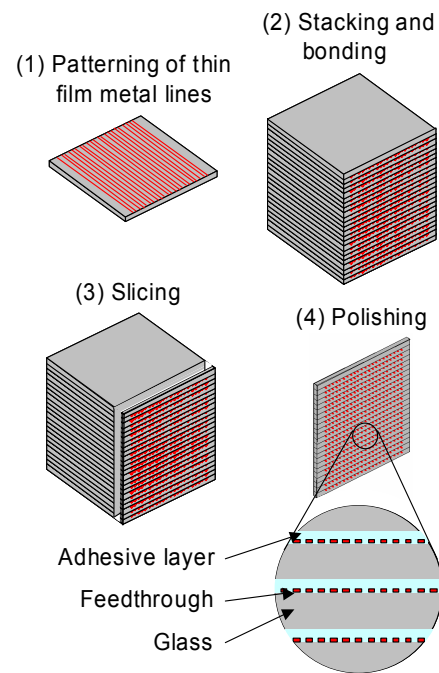 (1) Patterning of thin
film metal lines
(2) Stacking and
bonding
(3) Slicing
(4) Polishing
Adhesive layer
Feedthrough
Glass